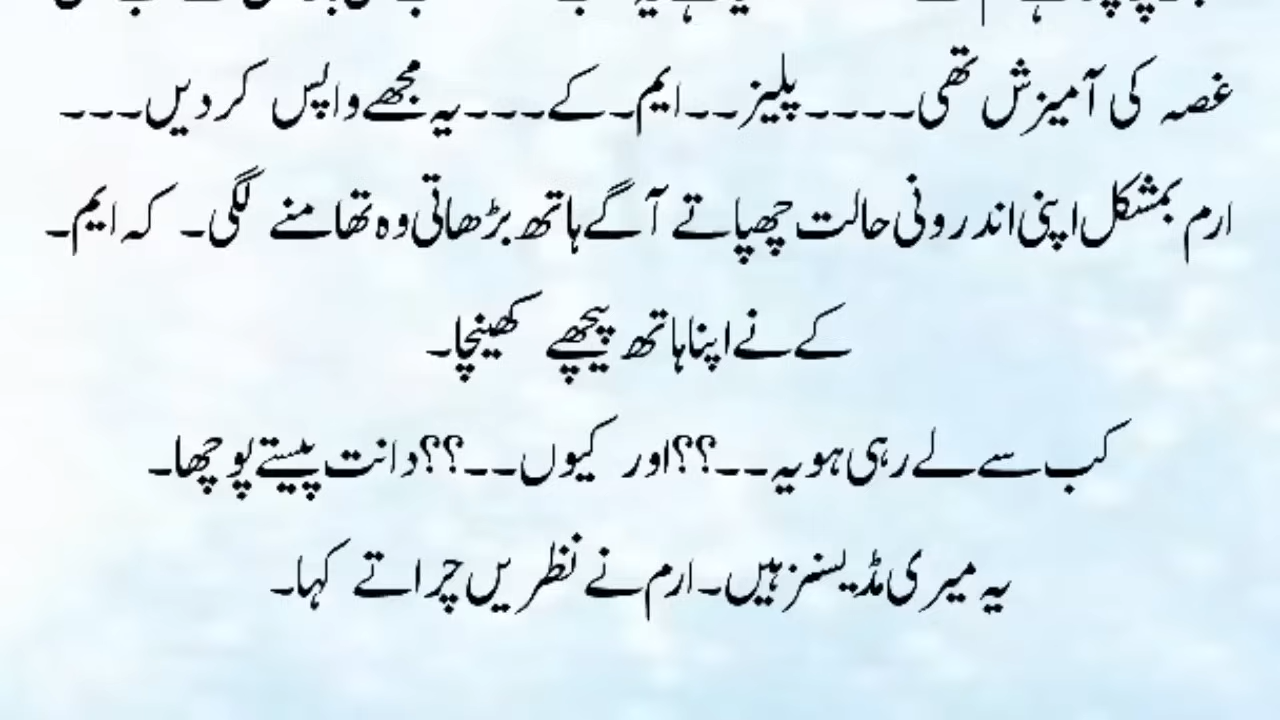 غصہ کی آمیزش تھی۔۔۔۔پلیز۔۔ایم۔کے۔۔۔یہ مجھے واپس کردیں۔۔۔
ارم بمشکل اپنی اندرونی حالت چھپاتے آگے ہاتھ بڑھاتی وہ تھامنے لگی۔ کہ ایم۔
کے نے اپنا ہاتھ پیچھے کھینچا۔
کب سے لے رہی ہو یہ۔۔؟؟اور کیوں۔۔؟؟دانت پیستے پوچھا۔
یہ میری مڈیسنز ہیں۔ارم نے نظریں چراتے کہا۔